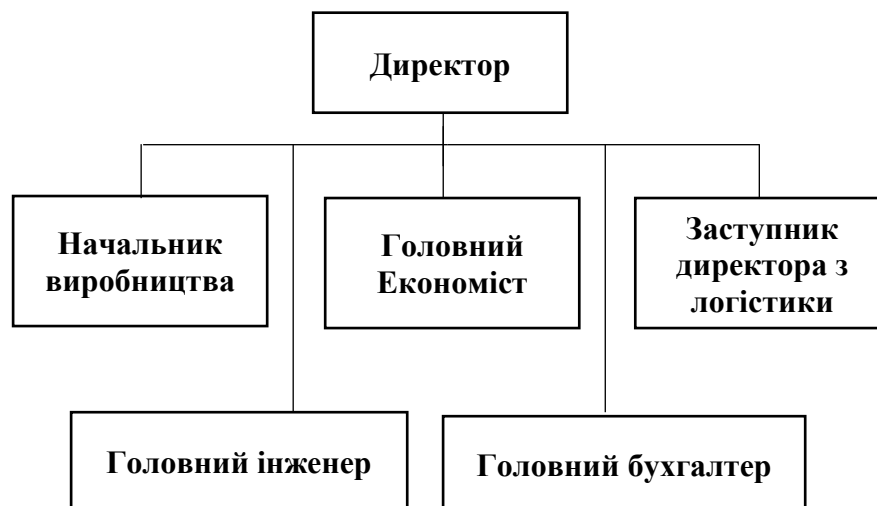 Директор
Начальник
виробництва
Головний
Економіст
Заступник
директора з
логістики
Головний інженер
Головний бухгалтер